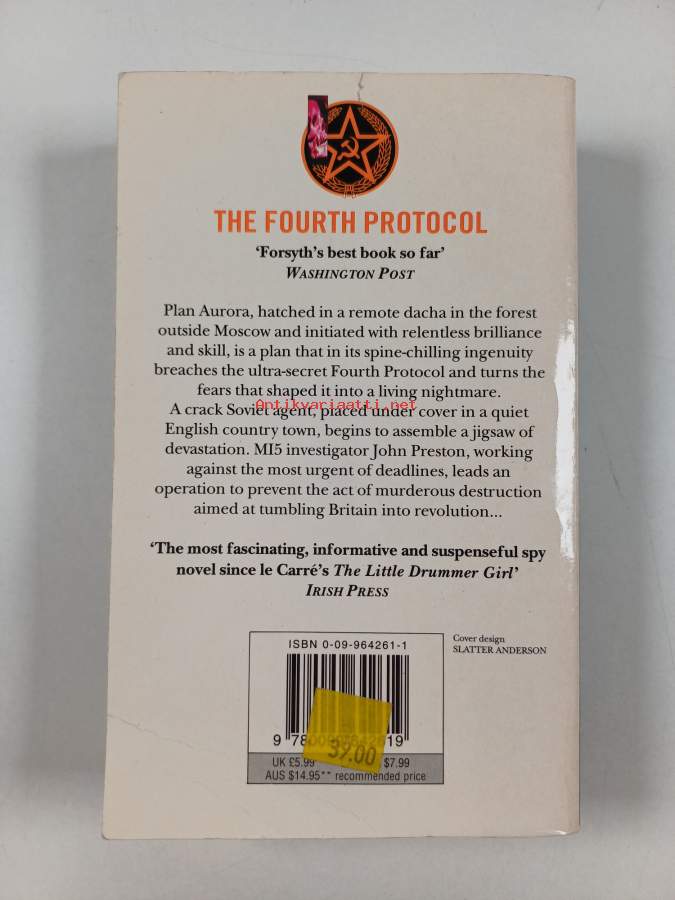 THE FOURTH PROTOCOL
‘Forsyth’s best book so far’
WASHINGTON POST
Plan Aurora, hatched in a remote dacha in the forest
outside Moscow and initiated with relentless brilliance
and skill, is a plan that in its spine-chilling ingenuity
breaches the ultra-secret Fourth Protocol and turns the
fears that shaped it into a living nightmare.
Antikvariaatti.net
A crack Soviet agent, placed under cover in a quiet
English country town, begins to assemble a jigsaw of
devastation. MI5 investigator John Preston, working
against the most urgent of deadlines, leads an
operation to prevent the act of murderous destruction
aimed at tumbling Britain into revolution...
‘The most fascinating, informative and suspenseful spy
novel since le Carré’s The Little Drummer Girl’
IRISH PRESS
ISBN 0-09-964261-1
Cover design
SLATTER ANDERSON
39.00
UK £5.99 $7.99
AUS $14.95** recommended price